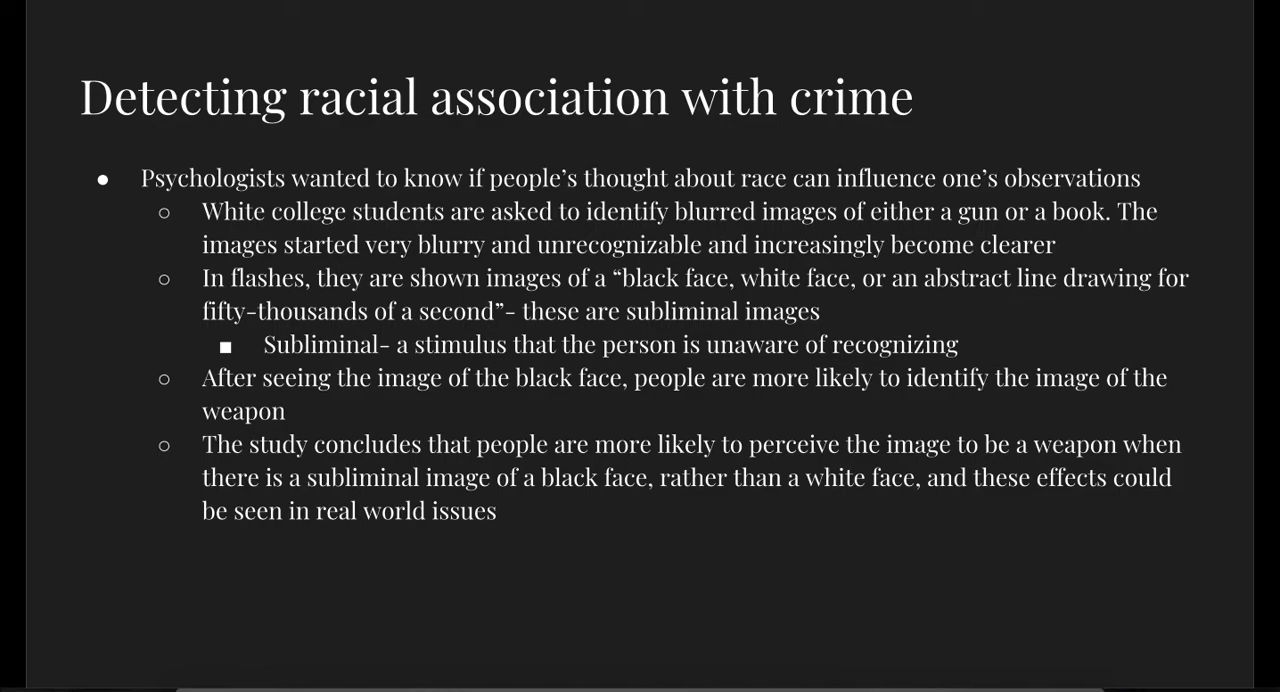 Detecting racial association with crime
● Psychologists wanted to know if people’s thought about race can influence one’s observations
○ White college students are asked to identify blurred images of either a gun or a book. The
images started very blurry and unrecognizable and increasingly become clearer
○ In flashes, they are shown images of a “black face, white face, or an abstract line drawing for
fifty-thousands of a second”- these are subliminal images
■ Subliminal- a stimulus that the person is unaware of recognizing
○ After seeing the image of the black face, people are more likely to identify the image of the
weapon
○ The study concludes that people are more likely to perceive the image to be a weapon when
there is a subliminal image of a black face, rather than a white face, and these effects could
be seen in real world issues